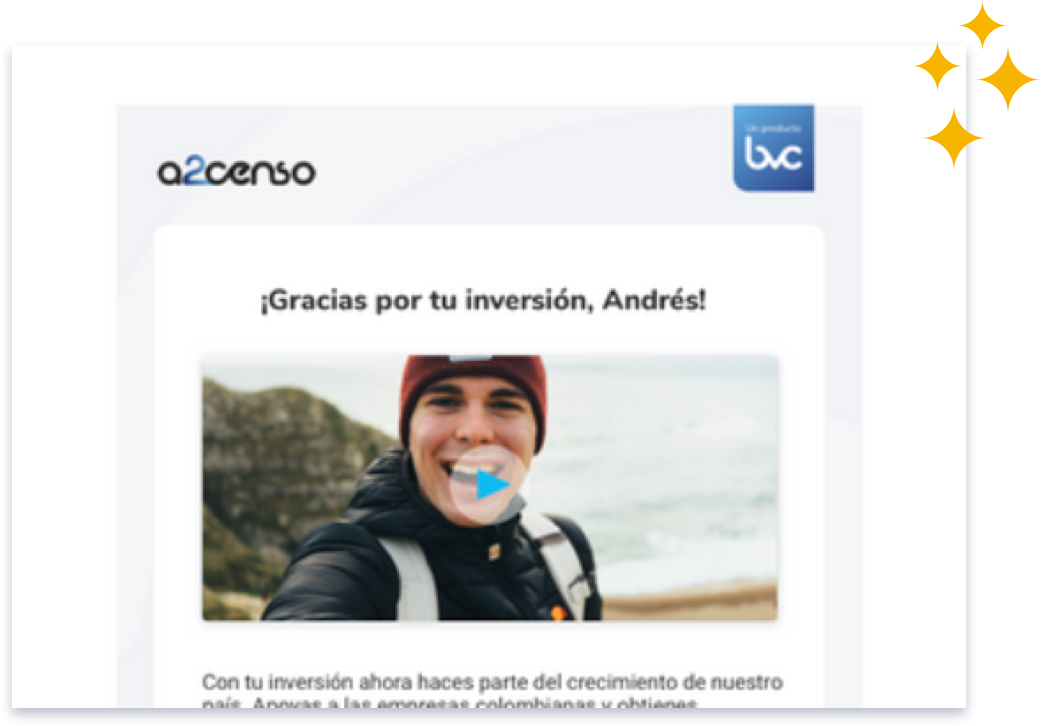 a2censo
Un producto
bvc
¡Gracias por tu inversión, Andrés!
Con tu inversión ahora haces parte del crecimiento de nuestro
país. Apoyas a las empresas colombianas y obtienes